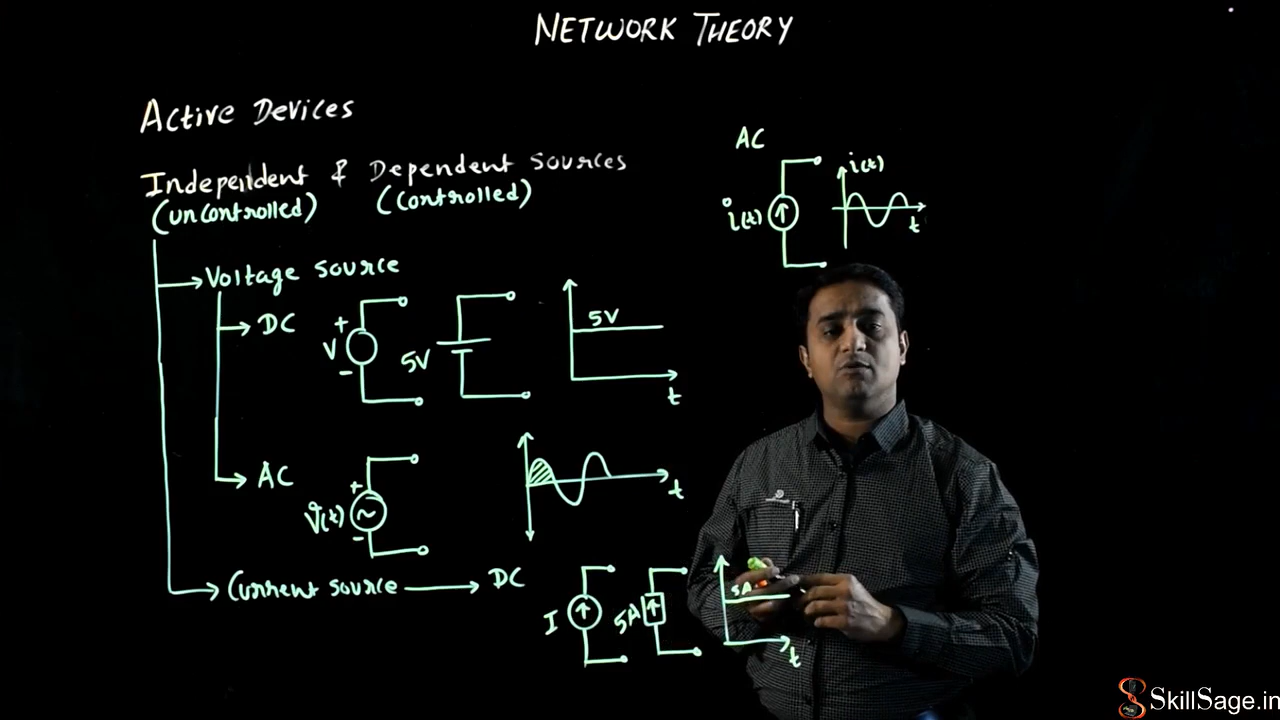 NETWORK THEORY
Active Devices
Independent & Dependent Sources
(uncontrolled) (controlled)
Voltage source
DC
+
V
-
5V
5V
t
AC
+
v(t)
~
-
t
Current source
DC
I
5A
5A
t
AC
i(t)
i(t)
t
SkillSage.in